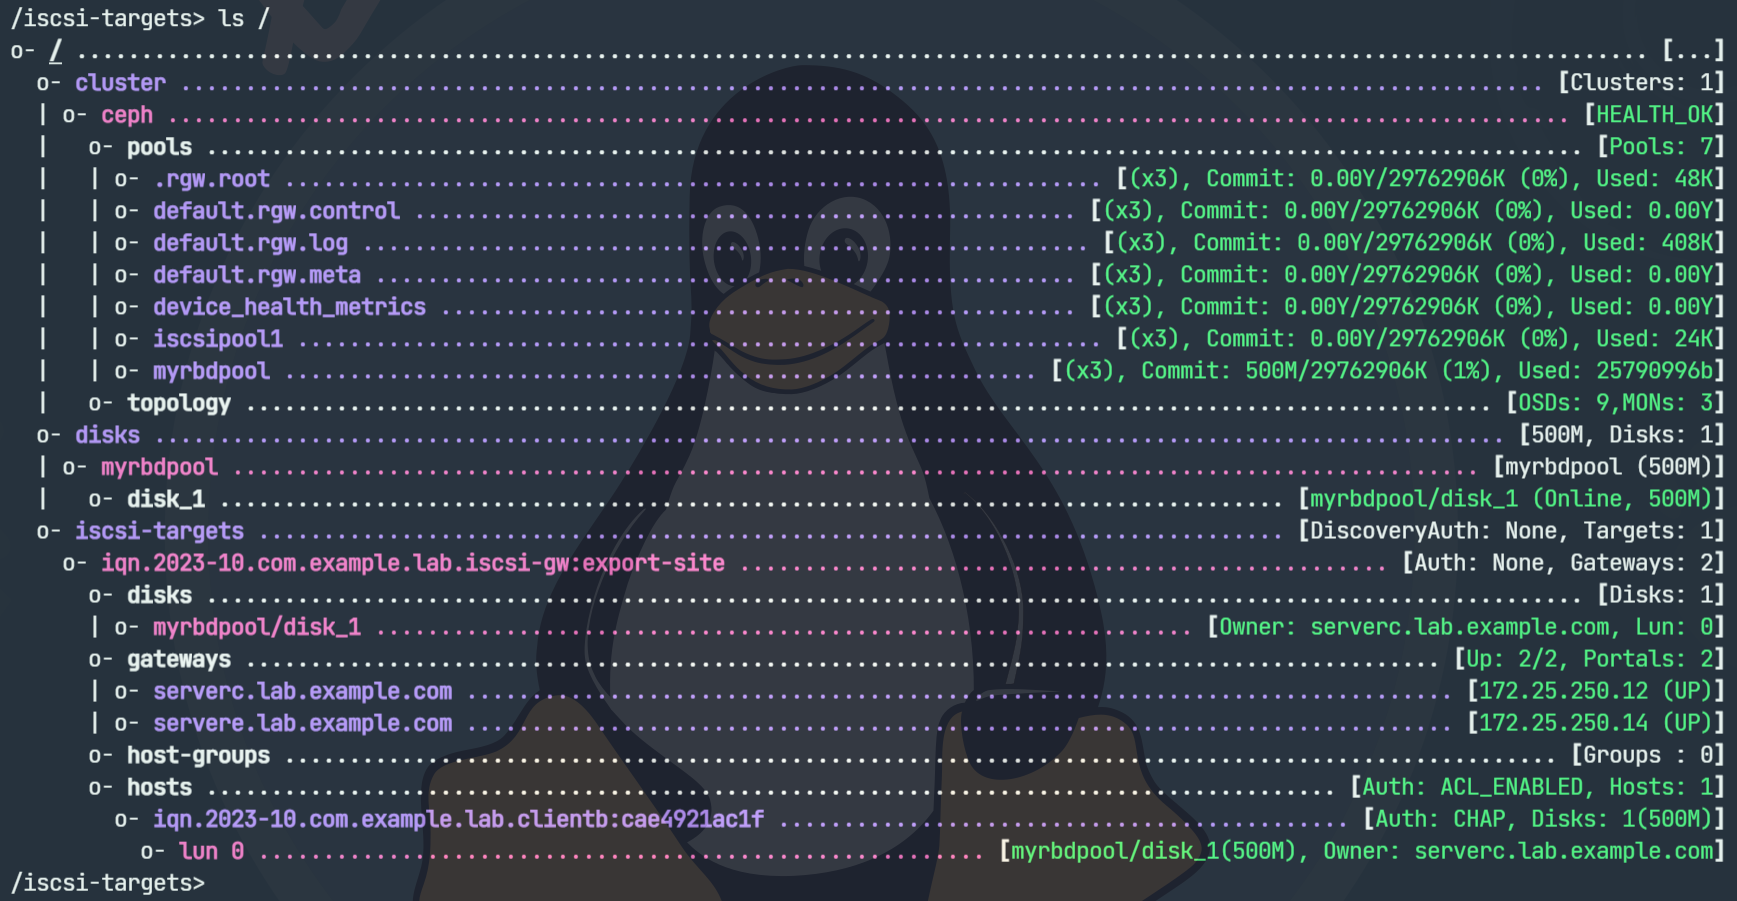 /iscsi-targets> ls /
o- / ......................................................................................................................... [...]
  o- cluster ......................................................................................................... [Clusters: 1]
  | o- ceph ............................................................................................................ [HEALTH_OK]
  |   o- pools .......................................................................................................... [Pools: 7]
  |   | o- .rgw.root ............................................................... [(x3), Commit: 0.00Y/29762906K (0%), Used: 48K]
  |   | o- default.rgw.control ................................................... [(x3), Commit: 0.00Y/29762906K (0%), Used: 0.00Y]
  |   | o- default.rgw.log ........................................................ [(x3), Commit: 0.00Y/29762906K (0%), Used: 408K]
  |   | o- default.rgw.meta ...................................................... [(x3), Commit: 0.00Y/29762906K (0%), Used: 0.00Y]
  |   | o- device_health_metrics ................................................. [(x3), Commit: 0.00Y/29762906K (0%), Used: 0.00Y]
  |   | o- iscsipool1 .............................................................. [(x3), Commit: 0.00Y/29762906K (0%), Used: 24K]
  |   | o- myrbdpool .......................................................... [(x3), Commit: 500M/29762906K (1%), Used: 25790996b]
  |   o- topology ................................................................................................ [OSDs: 9,MONs: 3]
  o- disks ........................................................................................................ [500M, Disks: 1]
  | o- myrbdpool ................................................................................................ [myrbdpool (500M)]
  |   o- disk_1 .................................................................................. [myrbdpool/disk_1 (Online, 500M)]
  o- iscsi-targets ............................................................................... [DiscoveryAuth: None, Targets: 1]
    o- iqn.2023-10.com.example.lab.iscsi-gw:export-site .................................................. [Auth: None, Gateways: 2]
      o- disks .......................................................................................................... [Disks: 1]
      | o- myrbdpool/disk_1 ............................................................... [Owner: serverc.lab.example.com, Lun: 0]
      o- gateways ............................................................................................ [Up: 2/2, Portals: 2]
      | o- serverc.lab.example.com ............................................................................ [172.25.250.12 (UP)]
      | o- servere.lab.example.com ............................................................................ [172.25.250.14 (UP)]
      o- host-groups .................................................................................................. [Groups : 0]
      o- hosts ....................................................................................... [Auth: ACL_ENABLED, Hosts: 1]
        o- iqn.2023-10.com.example.lab.clientb:cae4921ac1f ............................................ [Auth: CHAP, Disks: 1(500M)]
          o- lun 0 ........................................................ [myrbdpool/disk_1(500M), Owner: serverc.lab.example.com]
/iscsi-targets>